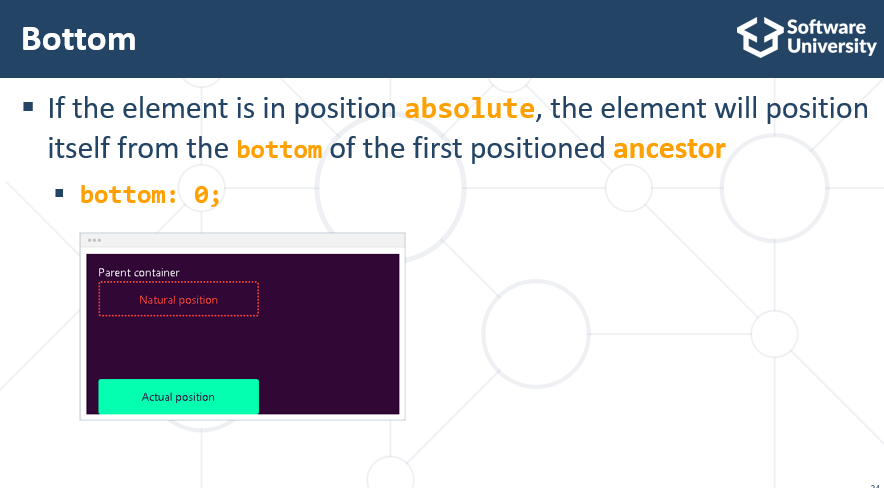 Bottom
Software
University
If the element is in position absolute, the element will position
itself from the bottom of the first positioned ancestor
bottom: 0;
Parent container
Natural position
Actual position